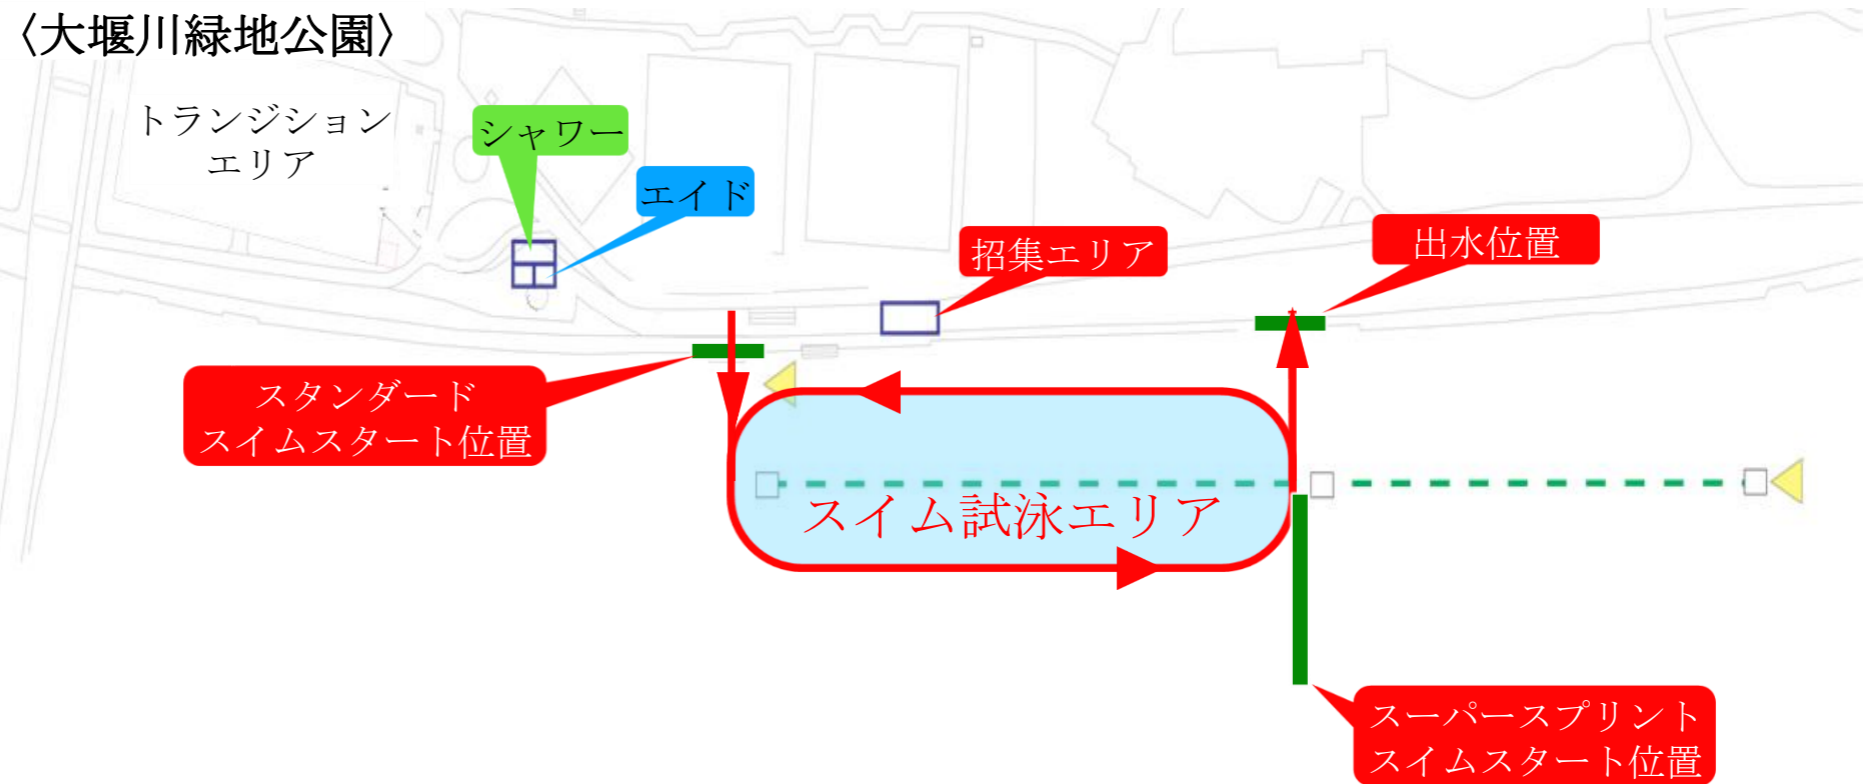 〈大堰川緑地公園〉
トランジション
エリア
シャワー
エイド
招集エリア
出水位置
スタンダード
スイムスタート位置
スイム試泳エリア
スーパースプリント
スイムスタート位置